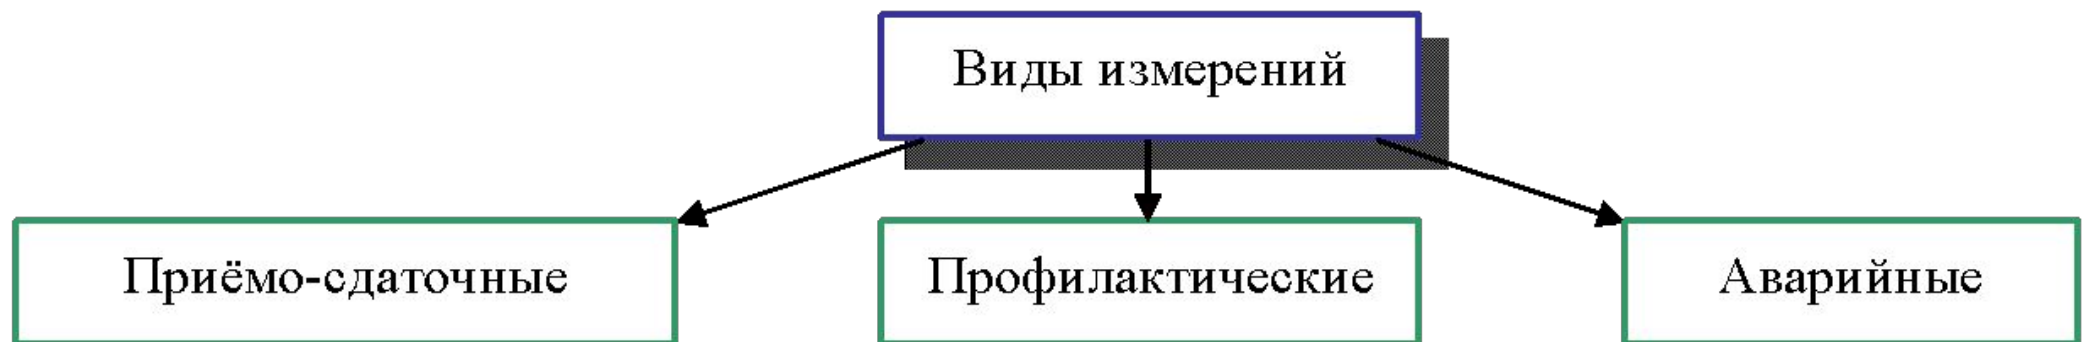 Виды измерений
Приёмо-сдаточные
Профилактические
Аварийные